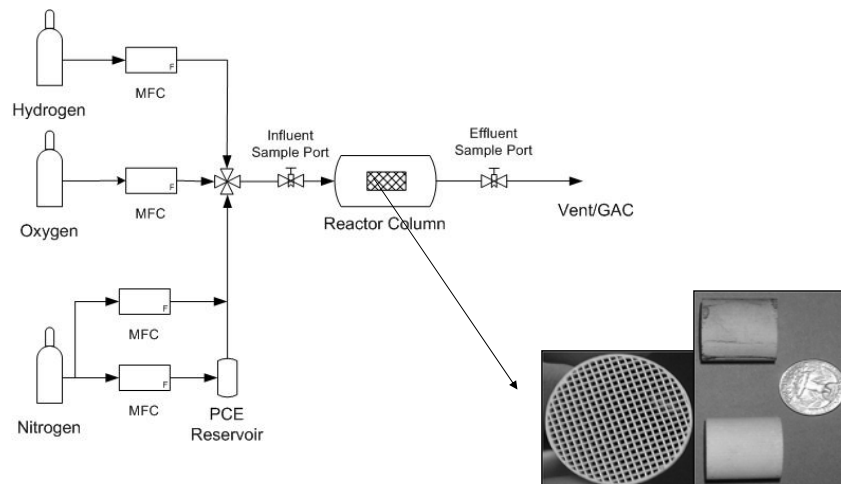 Hydrogen
F
MFC
Oxygen
F
MFC
Influent
Sample Port
Effluent
Sample Port
Reactor Column
Vent/GAC
Nitrogen
F
MFC
F
MFC
PCE
Reservoir